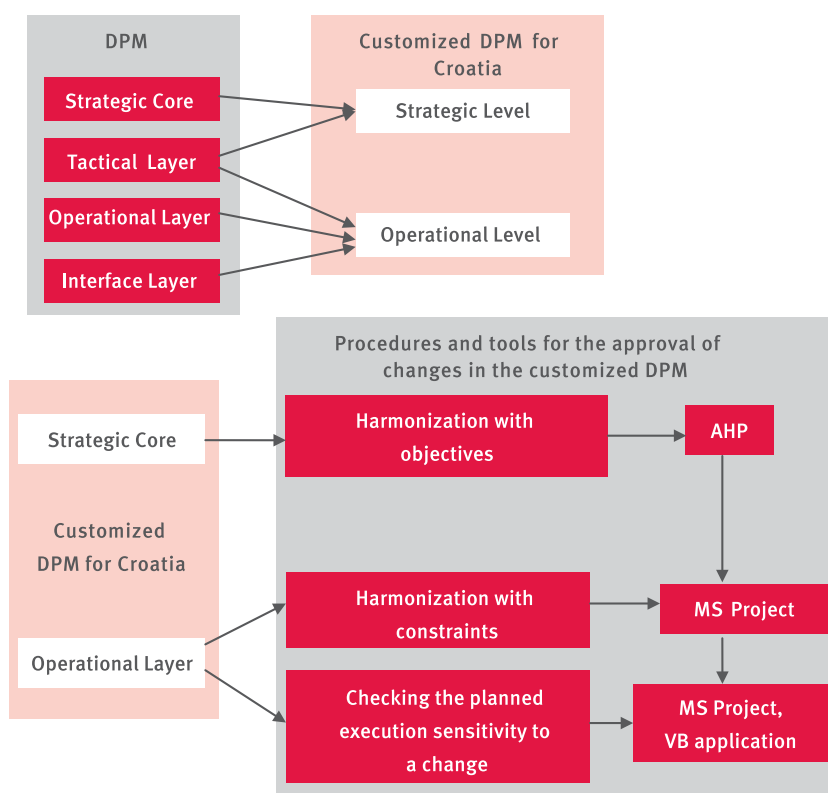 DPM
Strategic Core
Tactical Layer
Operational Layer
Interface Layer
Customized DPM for
Croatia
Strategic Level
Operational Level
Procedures and tools for the approval of
changes in the customized DPM
Strategic Core
Customized
DPM for Croatia
Operational Layer
Harmonization with
objectives
AHP
Harmonization with
constraints
MS Project
Checking the planned
execution sensitivity to
a change
MS Project,
VB application